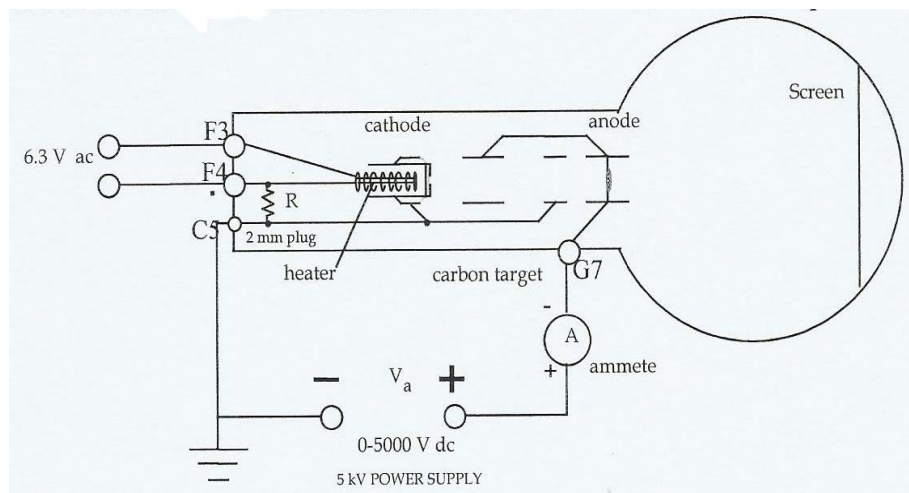 Screen
cathode
anode
F3
6.3 V ac
F4
R
C5
2 mm plug
heater
carbon target
G7
-
A
+
ammete
− Va +
0-5000 V dc
5 kV POWER SUPPLY